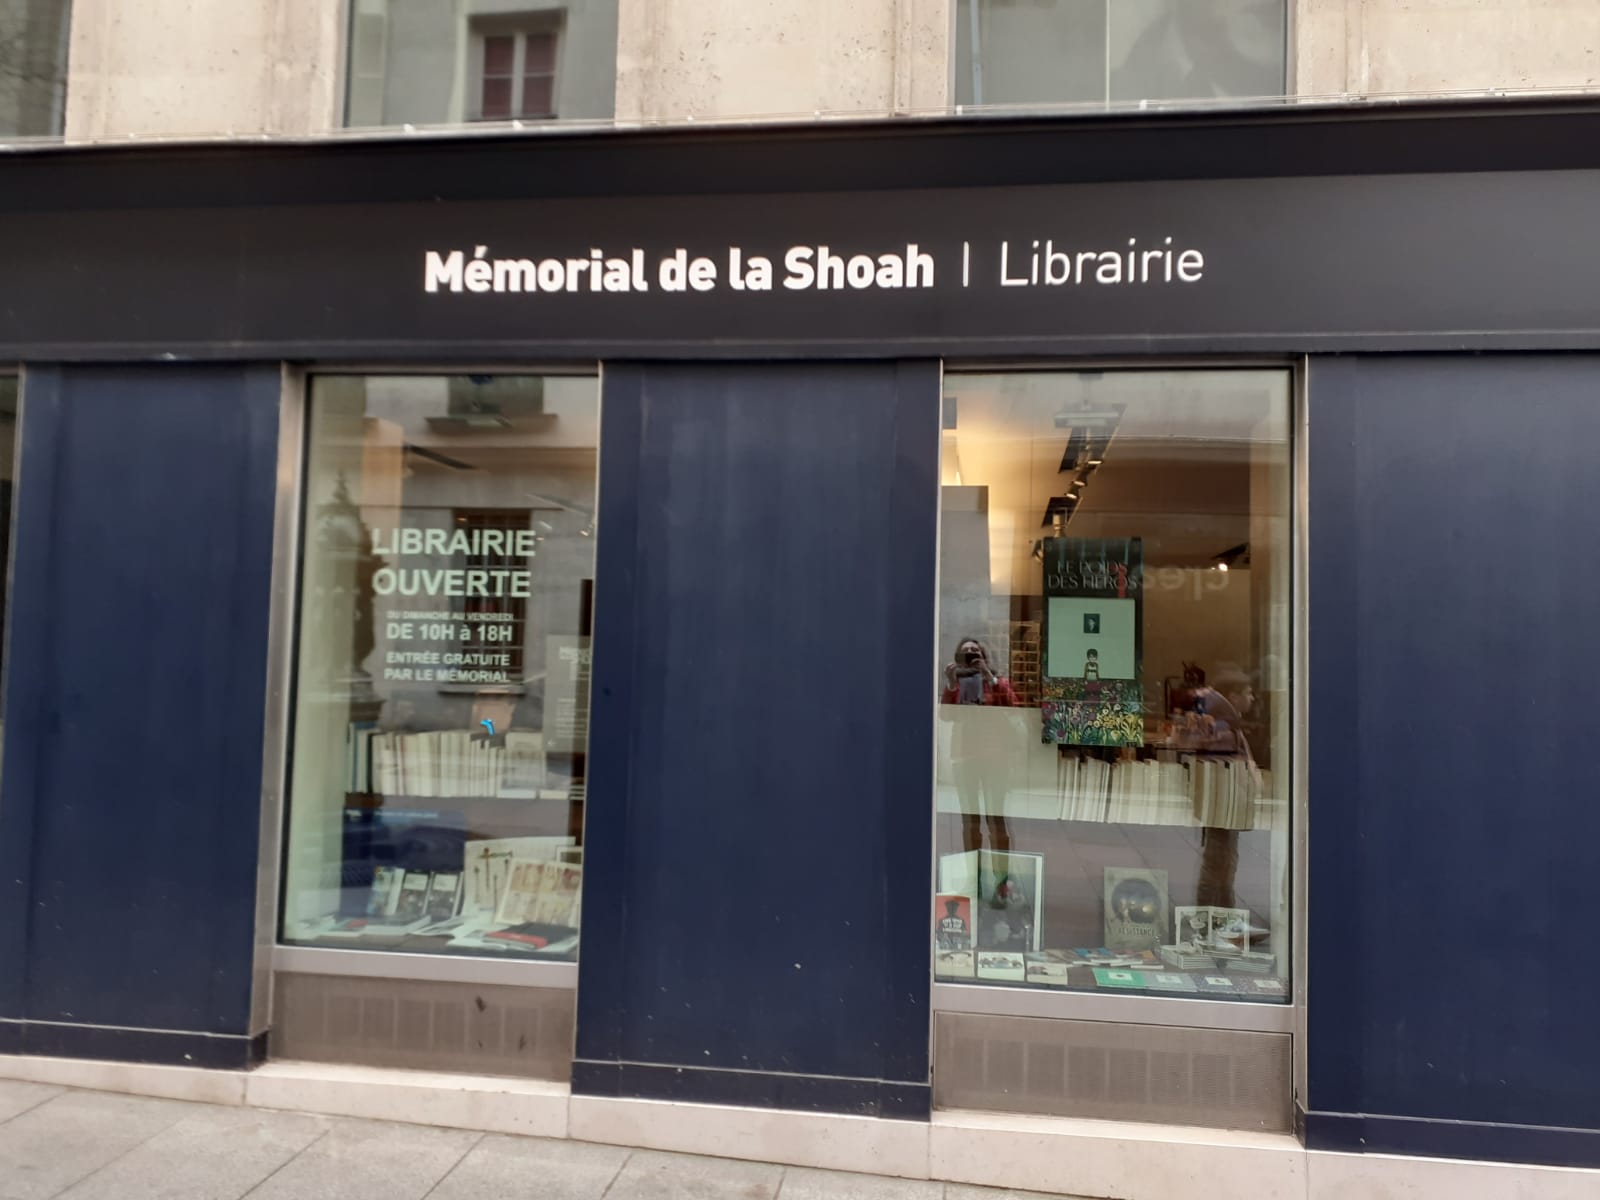 Mémorial de la Shoah | Librairie
LIBRAIRIE
OUVERTE
DU DIMANCHE AU VENDREDI
DE 10H à 18H
ENTRÉE GRATUITE
PAR LE MÉMORIAL
LE POIDS
DES HÉROS
RÉSISTANCE